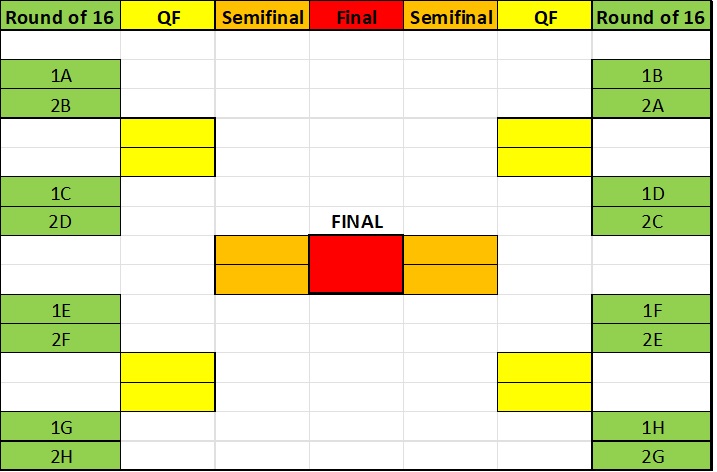 Round of 16 QF Semifinal Final Semifinal QF Round of 16
1A 1B
2B 2A
1C 1D
2D FINAL 2C
1E 1F
2F 2E
1G 1H
2H 2G